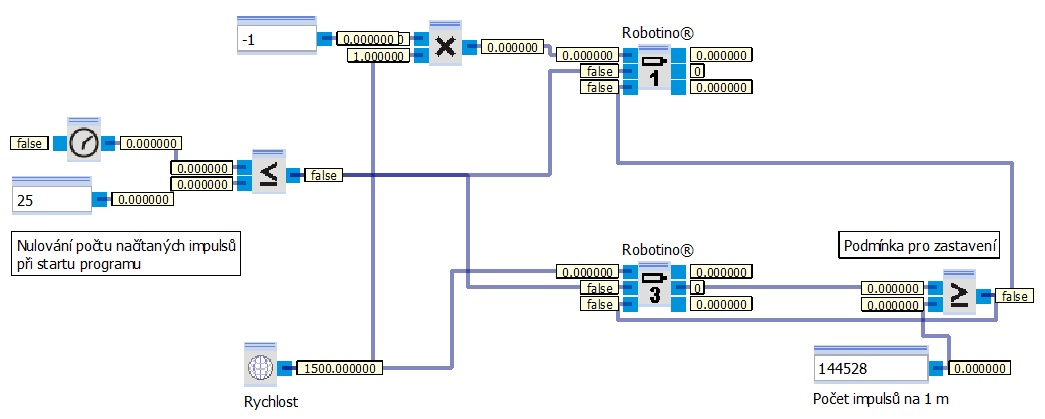 Robotino®
-1
0.000000
0
1.000000
×
0.000000
0.000000
false
false
1
0.000000
0
0.000000
false
0.000000
0.000000
0.000000
≤
false
25
0.000000
Nulování počtu načítaných impulsů
při startu programu
Robotino®
0.000000
false
false
3
0.000000
0
0.000000
Podmínka pro zastavení
0.000000
0.000000
≥
false
1500.000000
Rychlost
144528
0.000000
Počet impulsů na 1 m